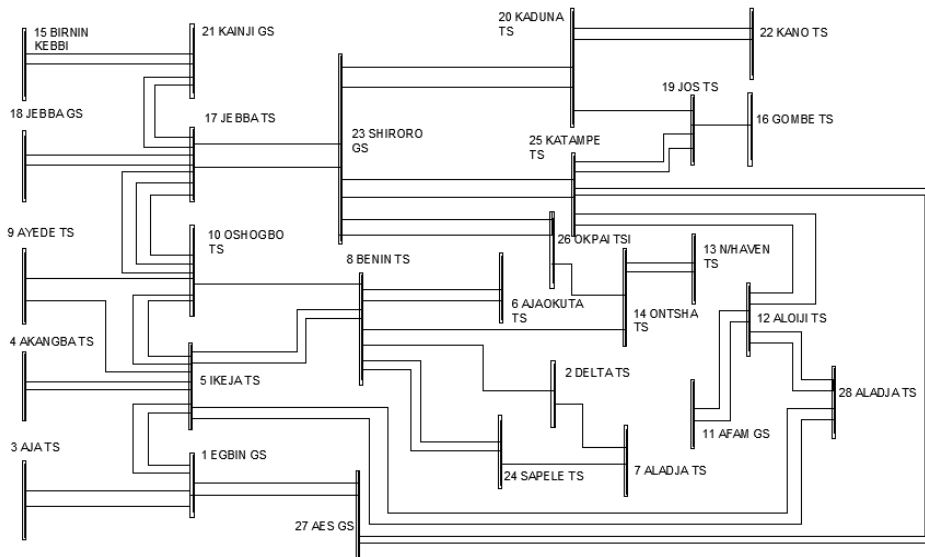 15 BIRNIN
KEBBI
21 KAINJI GS
20 KADUNA
TS
22 KANO TS
18 JEBBA GS
17 JEBBA TS
23 SHIRORO
GS
19 JOS TS
25 KATAMPE
TS
16 GOMBE TS
9 AYEDE TS
10 OSHOGBO
TS
8 BENIN TS
26 OKPAI TSI
13 N/HAVEN
TS
6 AJAOKUTA
TS
14 ONTSHA
TS
12 ALOIJI TS
4 AKANGBA TS
5 IKEJA TS
2 DELTA TS
28 ALADJA TS
11 AFAM GS
3 AJA TS
1 EGBIN GS
24 SAPELE TS
7 ALADJA TS
27 AES GS